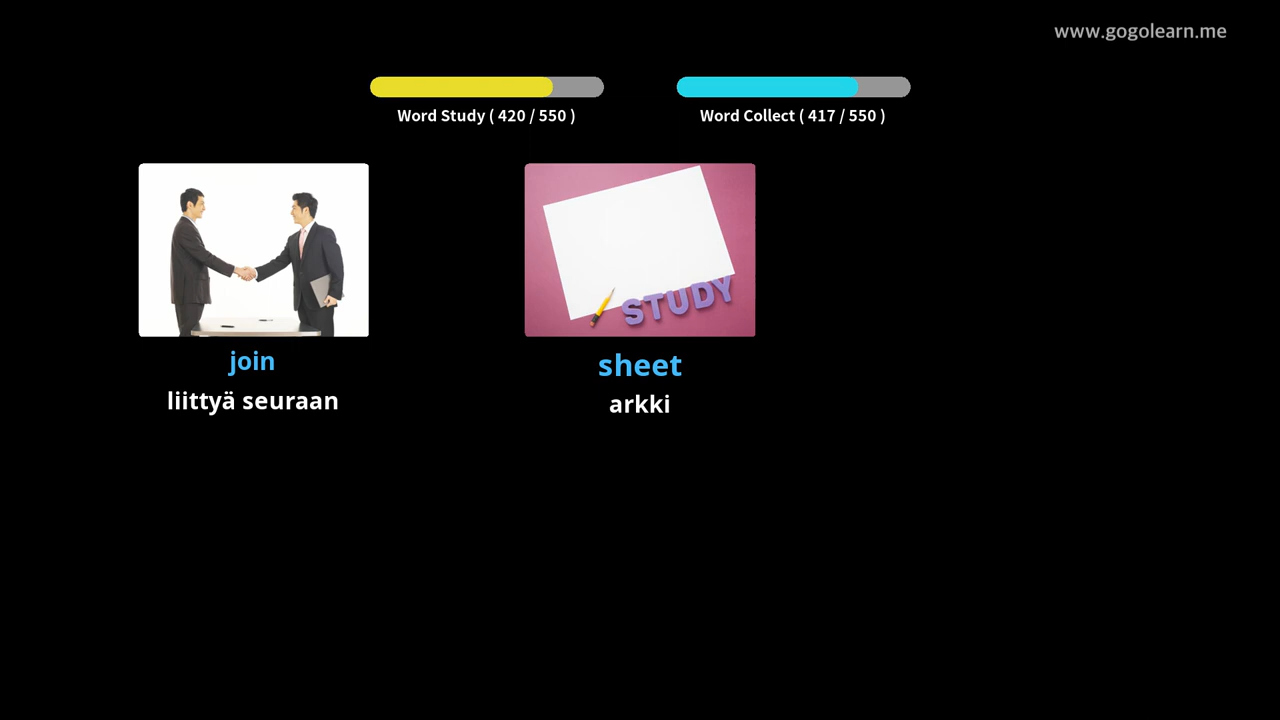 www.gogolearn.me
Word Study ( 420 / 550 )
Word Collect ( 417 / 550 )
STUDY
join
liittyä seuraan
sheet
arkki